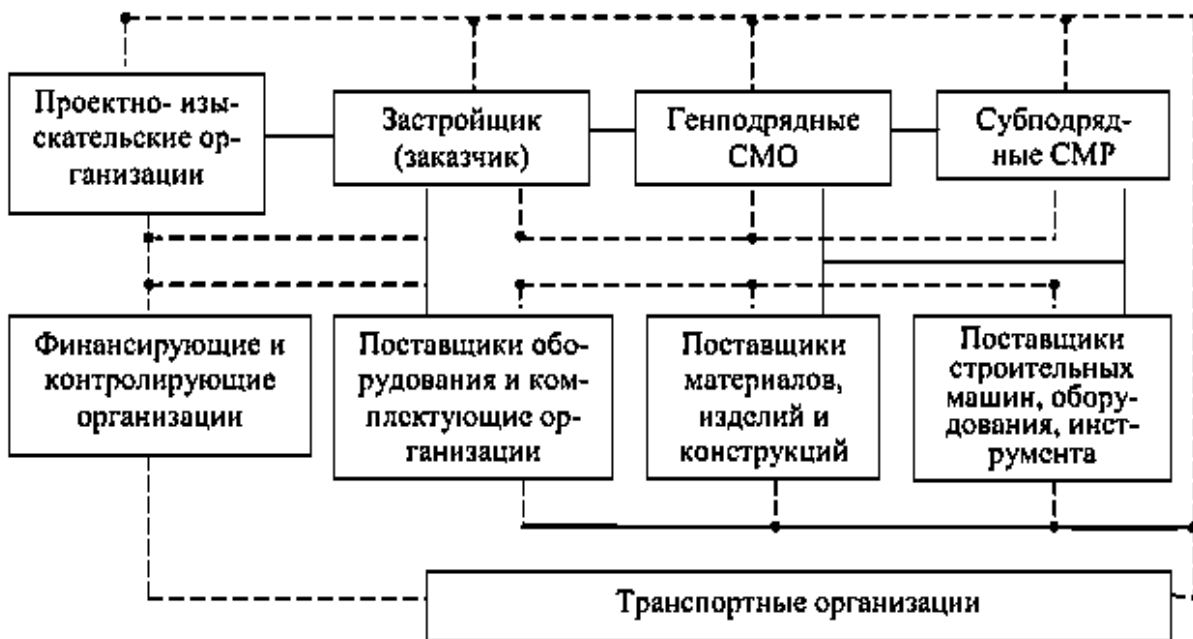 Проектно- изы-
скательские ор-
ганизации
Застройщик
(заказчик)
Генподрядные
СМО
Субподряд-
ные СМР
Финансирующие и
контролирующие
организации
Поставщики обо-
рудования и ком-
плектующие ор-
ганизации
Поставщики
материалов,
изделий и
конструкций
Поставщики
строительных
машин, обору-
дования, инст-
румента
Транспортные организации